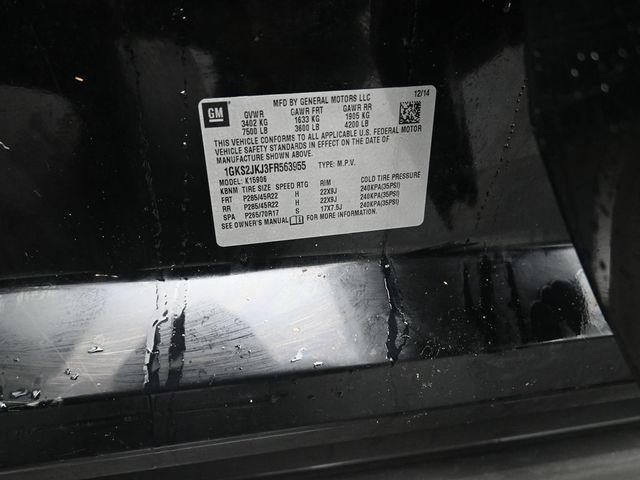 GM
MFD BY GENERAL MOTORS LLC 12/14
GVWR GAWR FRT GAWR RR
3402 KG 1633 KG 1905 KG
7500 LB 3600 LB 4200 LB
THIS VEHICLE CONFORMS TO ALL APPLICABLE U.S. FEDERAL MOTOR
VEHICLE SAFETY STANDARDS IN EFFECT ON THE DATE OF
MANUFACTURE SHOWN ABOVE.
1GKS2JKJ3FR563955 TYPE: M.P.V.
MODEL: K15906
KBNM TIRE SIZE SPEED RTG RIM COLD TIRE PRESSURE
FRT P285/45R22 H 22X9J 240KPA(35PSI)
RR P285/45R22 H 22X9J 240KPA(35PSI)
SPA P265/70R17 S 17X7.5J 240KPA(35PSI)
SEE OWNER'S MANUAL FOR MORE INFORMATION.